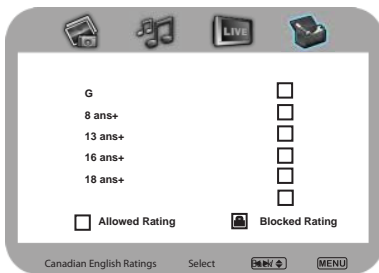 LIVE
G
8 ans+
13 ans+
16 ans+
18 ans+
Allowed Rating Blocked Rating
Canadian English Ratings Select MENU